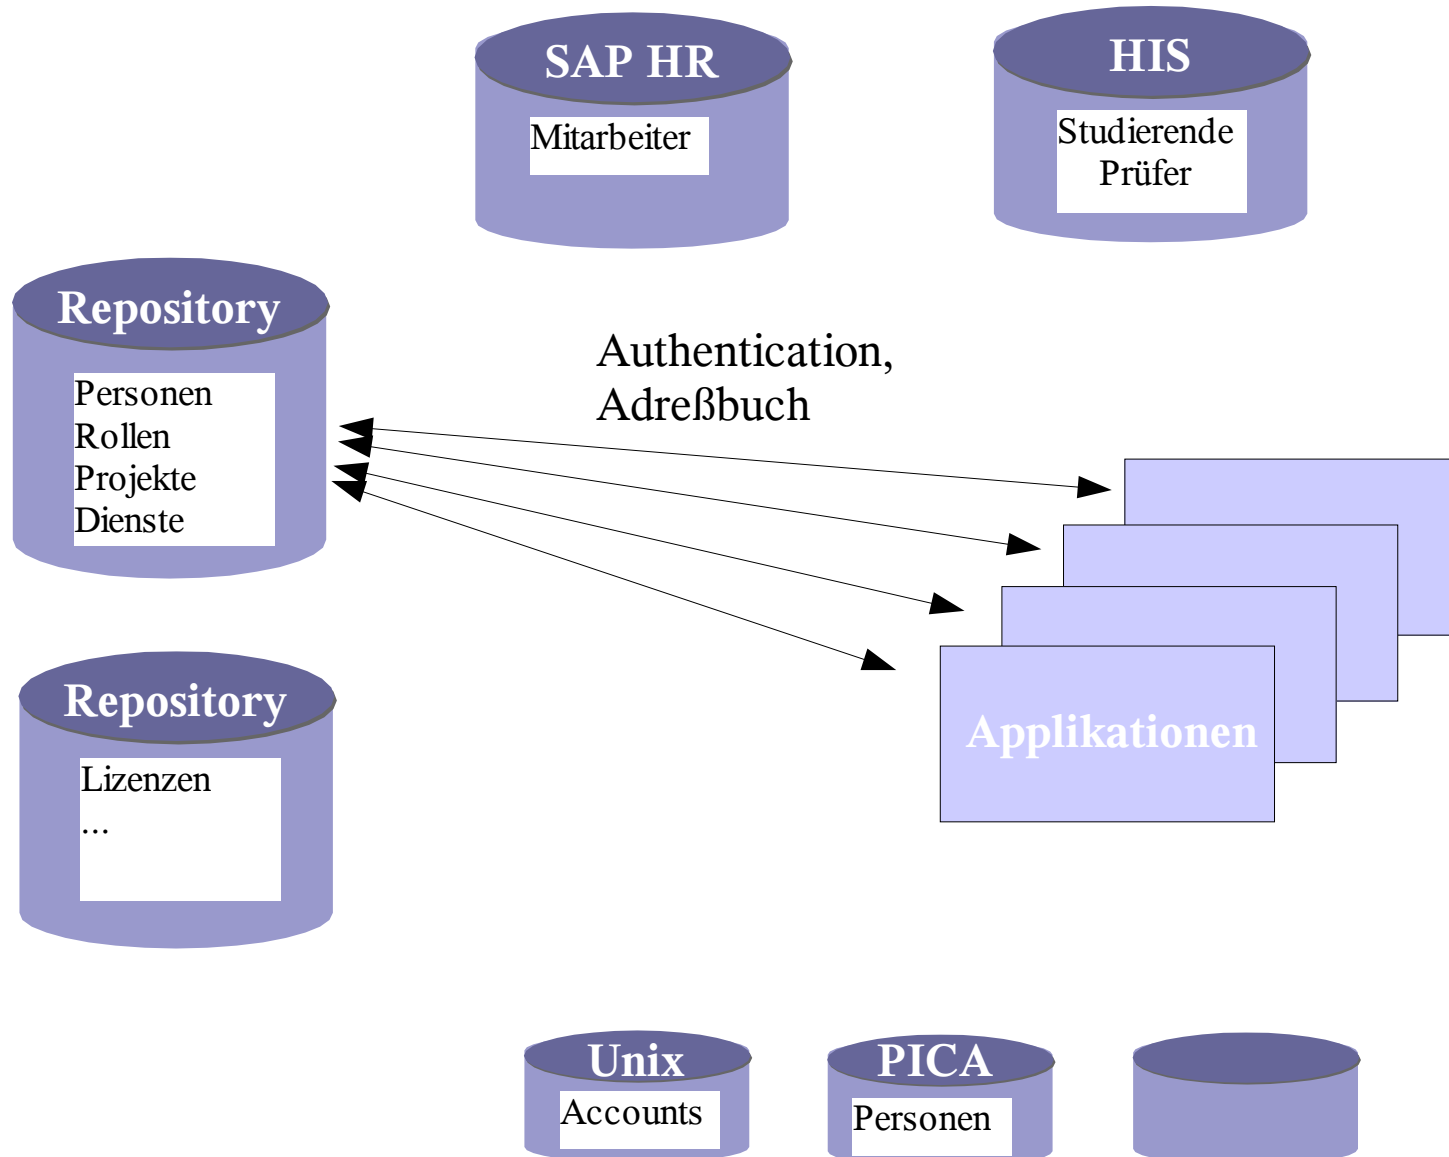 SAP HR
Mitarbeiter
HIS
Studierende
Prüfer
Repository
Personen
Rollen
Projekte
Dienste
Authentication,
Adreßbuch
Repository
Lizenzen
...
Applikationen
Unix
Accounts
PICA
Personen